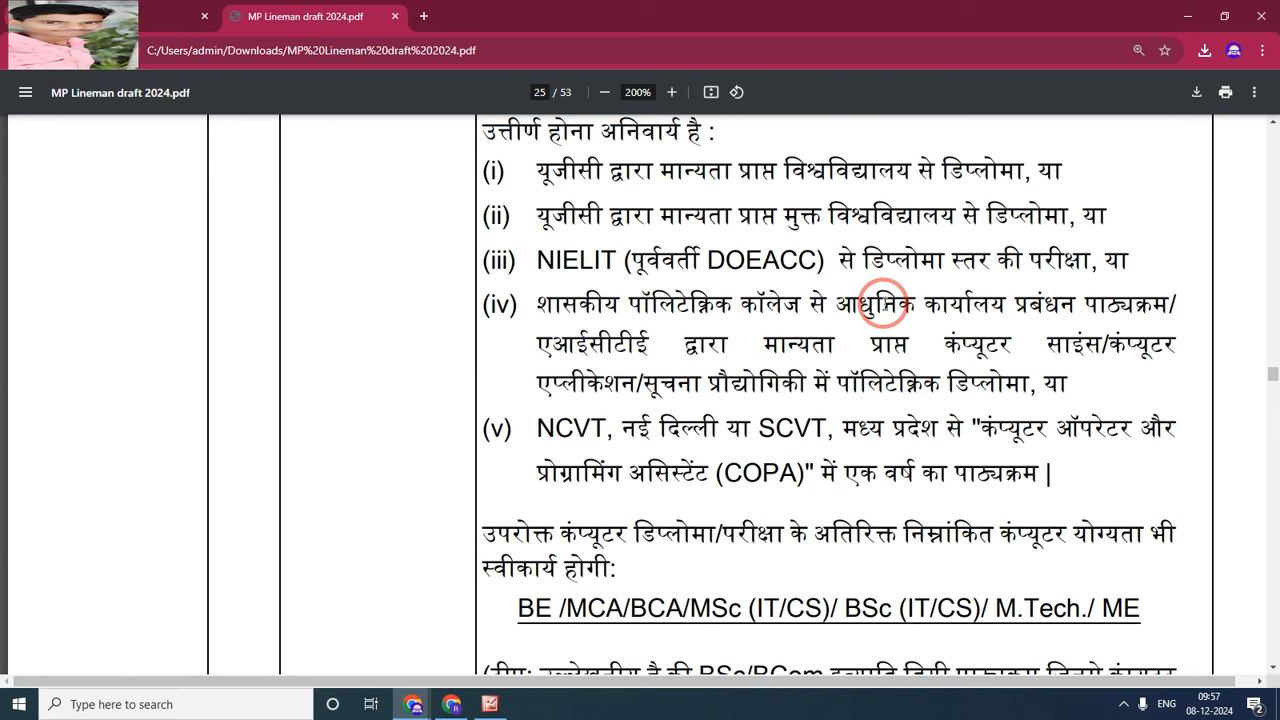 MP Lineman draft 2024.pdf
C:/Users/admin/Downloads/MP%20Lineman%20draft%202024.pdf
MP Lineman draft 2024.pdf
25 / 53
200%
उत्तीर्ण होना अनिवार्य है :
(i) यूजीसी द्वारा मान्यता प्राप्त विश्वविद्यालय से डिप्लोमा, या
(ii) यूजीसी द्वारा मान्यता प्राप्त मुक्त विश्वविद्यालय से डिप्लोमा, या
(iii) NIELIT (पूर्ववर्ती DOEACC) से डिप्लोमा स्तर की परीक्षा, या
(iv) शासकीय पॉलिटेक्निक कॉलेज से आधुनिक कार्यालय प्रबंधन पाठ्यक्रम/
एआईसीटीई द्वारा मान्यता प्राप्त कंप्यूटर साइंस/कंप्यूटर
एप्लीकेशन/सूचना प्रौद्योगिकी में पॉलिटेक्निक डिप्लोमा, या
(v) NCVT, नई दिल्ली या SCVT, मध्य प्रदेश से "कंप्यूटर ऑपरेटर और
प्रोग्रामिंग असिस्टेंट (COPA)" में एक वर्ष का पाठ्यक्रम |
उपरोक्त कंप्यूटर डिप्लोमा/परीक्षा के अतिरिक्त निम्नांकित कंप्यूटर योग्यता भी
स्वीकार्य होगी:
BE /MCA/BCA/MSc (IT/CS)/ BSc (IT/CS)/ M.Tech./ ME
Type here to search
ENG
09:57
08-12-2024
2